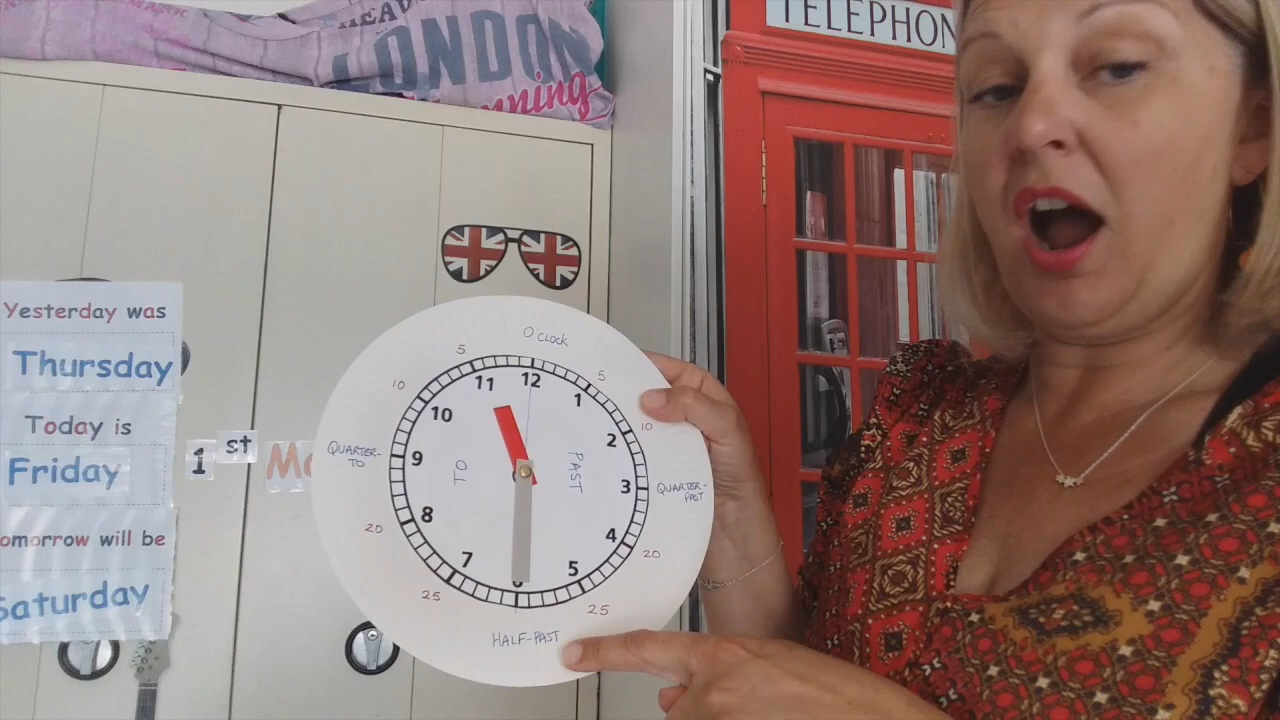 LONDON
TELEPHON
Yesterday was
Thursday
Today is
Friday
1 st
omorrow will be
Saturday
O'CLOCK
5
5
10
10
QUARTER-
TO
QUARTER-
PAST
20
20
25
25
HALF-PAST
12
11
1
10
2
9
3
8
4
7
5
TO
PAST